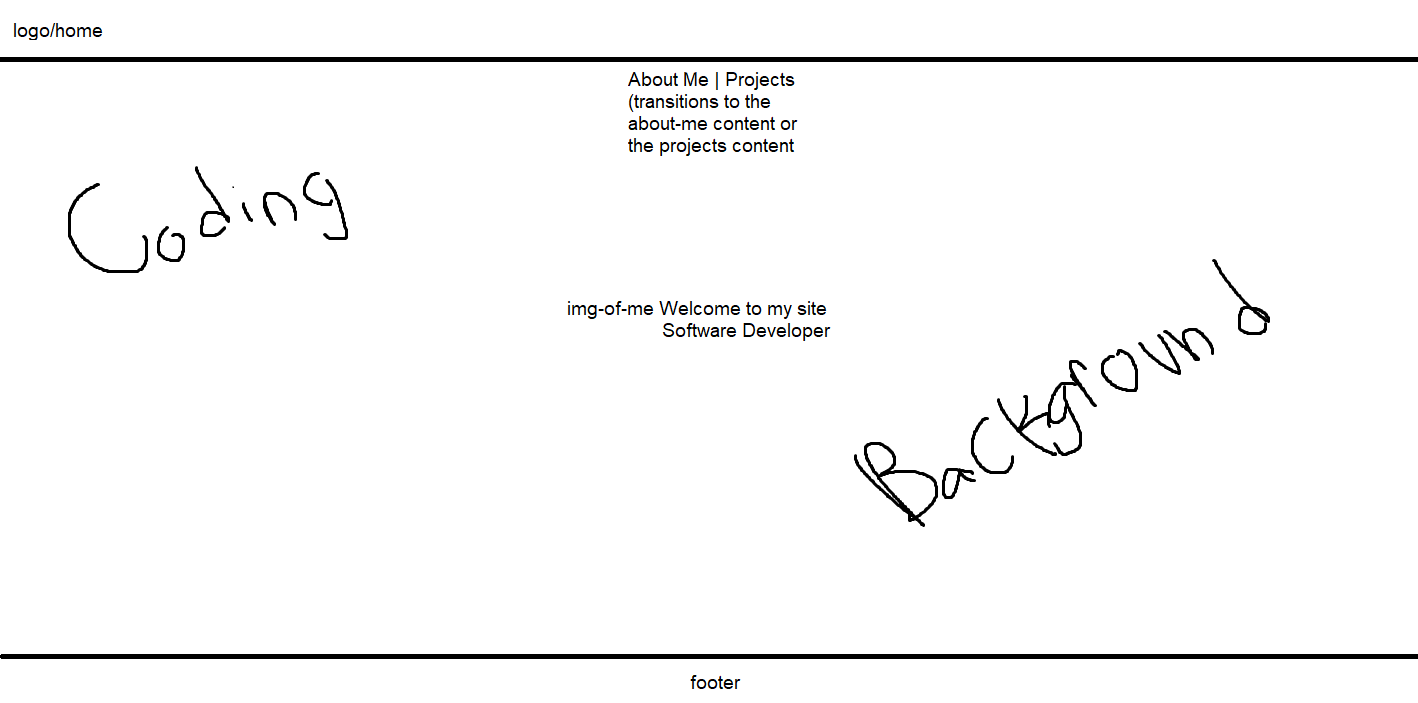 logo/home
About Me | Projects
(transitions to the
about-me content or
the projects content
Coding
img-of-me Welcome to my site
Software Developer
Background
footer